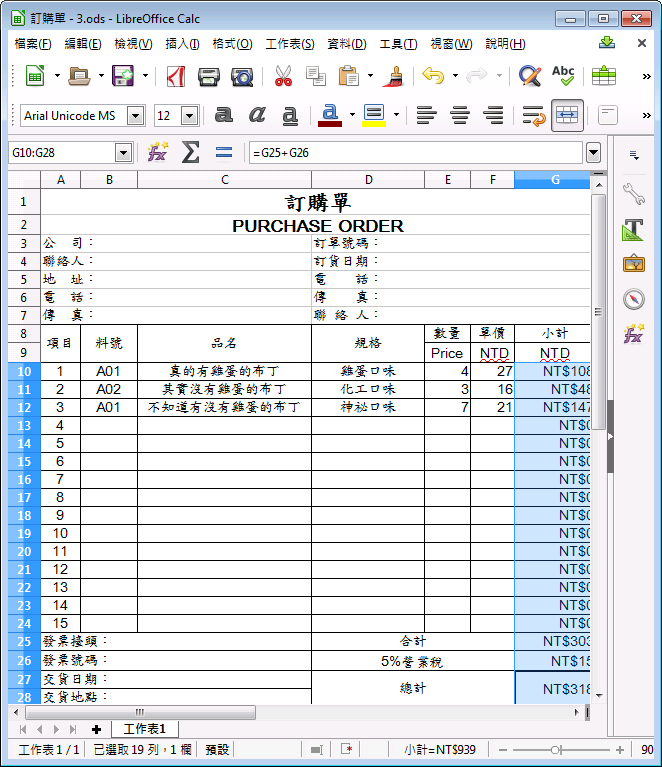 訂購單 - 3.ods - LibreOffice Calc
檔案(F) 編輯(E) 檢視(V) 插入(I) 格式(O) 工作表(S) 資料(D) 工具(T) 視窗(W) 說明(H)
Abc
Arial Unicode MS 12 a a a a
G10:G28 fx Σ = =G25+G26
A B C D E F G
1 訂購單
2 PURCHASE ORDER
3 公 司： 訂單號碼：
4 聯絡人： 訂貨日期：
5 地 址： 電 話：
6 電 話： 傳 真：
7 傳 真： 聯 絡 人：
8 項目 料號 品名 規格 數量 單價 小計
9 Price NTD NTD
10 1 A01 真的有雞蛋的布丁 雞蛋口味 4 27 NT$108
11 2 A02 其實沒有雞蛋的布丁 化工口味 3 16 NT$48
12 3 A01 不知道有沒有雞蛋的布丁 神祕口味 7 21 NT$147
13 4 NT$0
14 5 NT$0
15 6 NT$0
16 7 NT$0
17 8 NT$0
18 9 NT$0
19 10 NT$0
20 11 NT$0
21 12 NT$0
22 13 NT$0
23 14 NT$0
24 15 NT$0
25 發票擡頭： 合計 NT$303
26 發票號碼： 5%營業稅 NT$15
27 交貨日期： 總計 NT$318
28 交貨地點：
工作表1
工作表 1 / 1 已選取 19 列，1 欄 預設 小計=NT$939 90